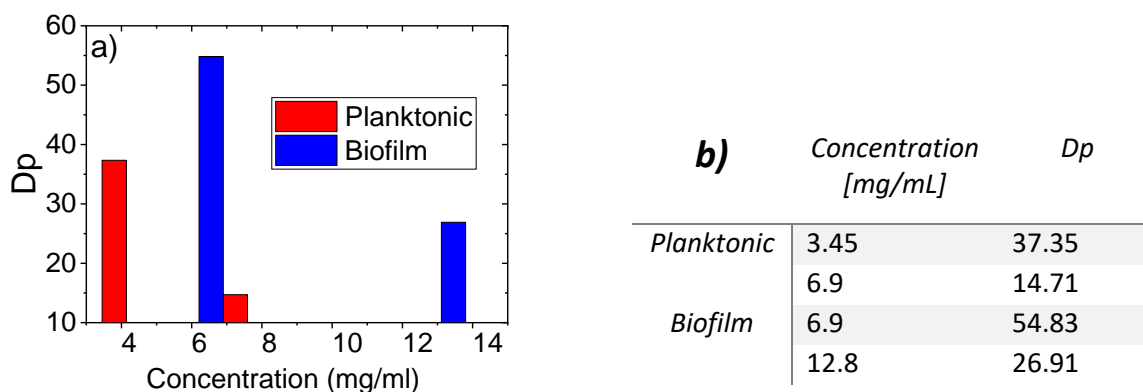 a)
60
50
40
30
20
10
Dp
Planktonic
Biofilm
4 6 8 10 12 14
Concentration (mg/ml)
b) Concentration [mg/mL] Dp
Planktonic 3.45 37.35
6.9 14.71
Biofilm 6.9 54.83
12.8 26.91